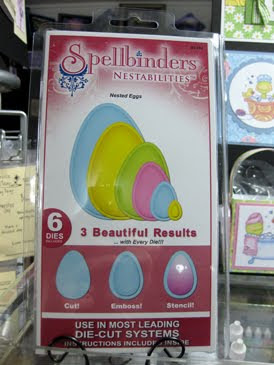 Spellbinders
NESTABILITIES
Nested Eggs
6
DIES
3 Beautiful Results
... with Every Die!!!
Cut!
Emboss!
Stencil!
USE IN MOST LEADING
DIE-CUT SYSTEMS
INSTRUCTIONS INCLUDED INSIDE